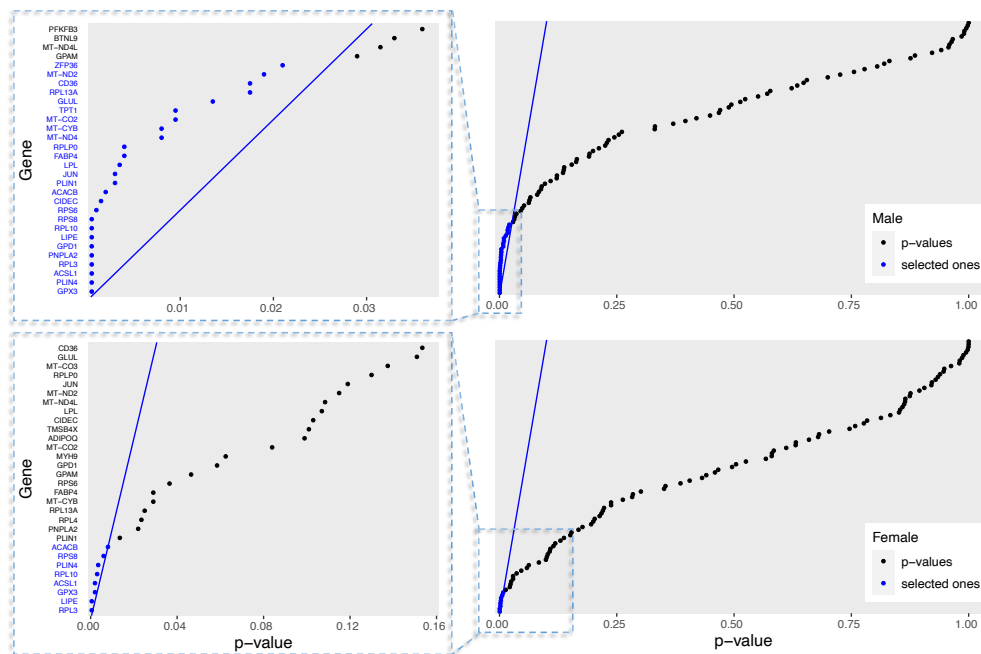 PFKFB3
BTNL9
MT−ND4L
GPAM
ZFP36
MT−ND2
CD36
RPL13A
GLUL
TPT1
MT−CO2
MT−CYB
MT−ND4
RPLP0
FABP4
LPL
JUN
PLIN1
ACACB
CIDEC
RPS6
RPS8
RPL10
LIPE
GPD1
PNPLA2
RPL3
ACSL1
PLIN4
GPX3
Gene
0.01
0.02
0.03
Male
p−values
selected ones
0.00
0.25
0.50
0.75
1.00
CD36
GLUL
MT−CO3
RPLP0
JUN
MT−ND2
MT−ND4L
LPL
CIDEC
TMSB4X
ADIPOQ
MT−CO2
MYH9
GPD1
GPAM
RPS6
FABP4
MT−CYB
RPL13A
RPL4
PNPLA2
PLIN1
ACACB
RPS8
PLIN4
RPL10
ACSL1
GPX3
LIPE
RPL3
Gene
0.00
0.04
0.08
0.12
0.16
p−value
Female
p−values
selected ones
0.00
0.25
0.50
0.75
1.00
p−value